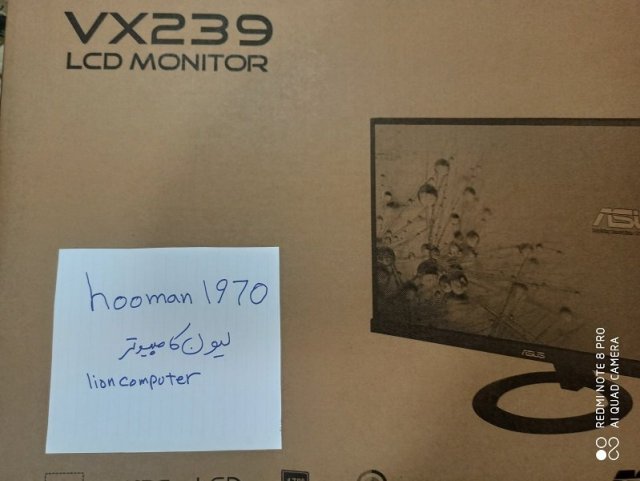 VX239
LCD MONITOR
ASUS
hooman 1970
لیون کامپیوتر
lion computer
ASUS
REDMI NOTE 8 PRO
AI QUAD CAMERA